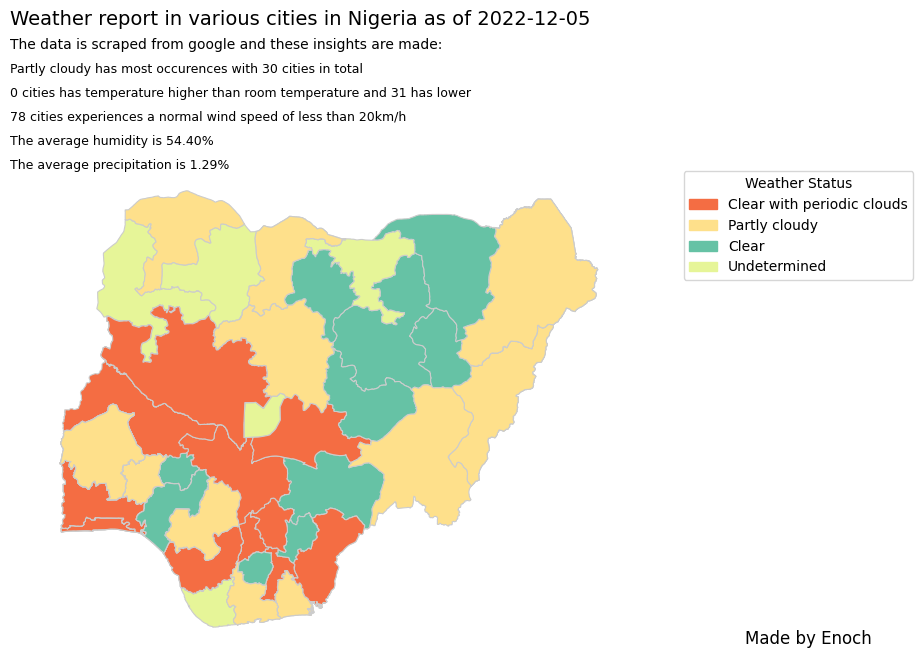 Weather report in various cities in Nigeria as of 2022-12-05
The data is scraped from google and these insights are made:
Partly cloudy has most occurences with 30 cities in total
0 cities has temperature higher than room temperature and 31 has lower
78 cities experiences a normal wind speed of less than 20km/h
The average humidity is 54.40%
The average precipitation is 1.29%
Weather Status
Clear with periodic clouds
Partly cloudy
Clear
Undetermined
Made by Enoch